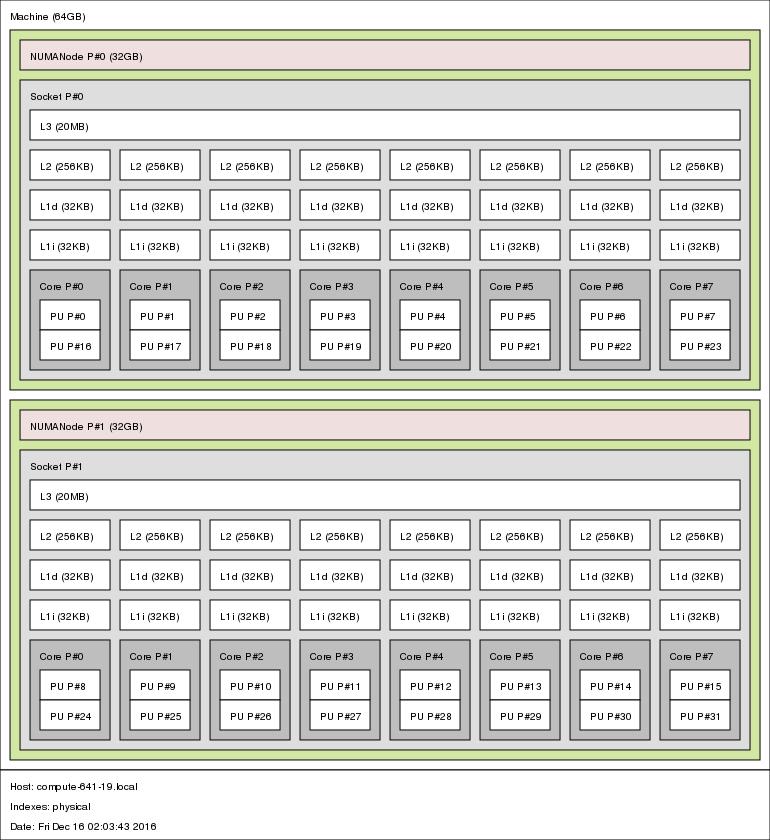 Machine (64GB)
NUMANode P#0 (32GB)
Socket P#0
L3 (20MB)
L2 (256KB) L2 (256KB) L2 (256KB) L2 (256KB) L2 (256KB) L2 (256KB) L2 (256KB) L2 (256KB)
L1d (32KB) L1d (32KB) L1d (32KB) L1d (32KB) L1d (32KB) L1d (32KB) L1d (32KB) L1d (32KB)
L1i (32KB) L1i (32KB) L1i (32KB) L1i (32KB) L1i (32KB) L1i (32KB) L1i (32KB) L1i (32KB)
Core P#0 Core P#1 Core P#2 Core P#3 Core P#4 Core P#5 Core P#6 Core P#7
PU P#0 PU P#1 PU P#2 PU P#3 PU P#4 PU P#5 PU P#6 PU P#7
PU P#16 PU P#17 PU P#18 PU P#19 PU P#20 PU P#21 PU P#22 PU P#23
NUMANode P#1 (32GB)
Socket P#1
L3 (20MB)
L2 (256KB) L2 (256KB) L2 (256KB) L2 (256KB) L2 (256KB) L2 (256KB) L2 (256KB) L2 (256KB)
L1d (32KB) L1d (32KB) L1d (32KB) L1d (32KB) L1d (32KB) L1d (32KB) L1d (32KB) L1d (32KB)
L1i (32KB) L1i (32KB) L1i (32KB) L1i (32KB) L1i (32KB) L1i (32KB) L1i (32KB) L1i (32KB)
Core P#0 Core P#1 Core P#2 Core P#3 Core P#4 Core P#5 Core P#6 Core P#7
PU P#8 PU P#9 PU P#10 PU P#11 PU P#12 PU P#13 PU P#14 PU P#15
PU P#24 PU P#25 PU P#26 PU P#27 PU P#28 PU P#29 PU P#30 PU P#31
Host: compute-641-19.local
Indexes: physical
Date: Fri Dec 16 02:03:43 2016